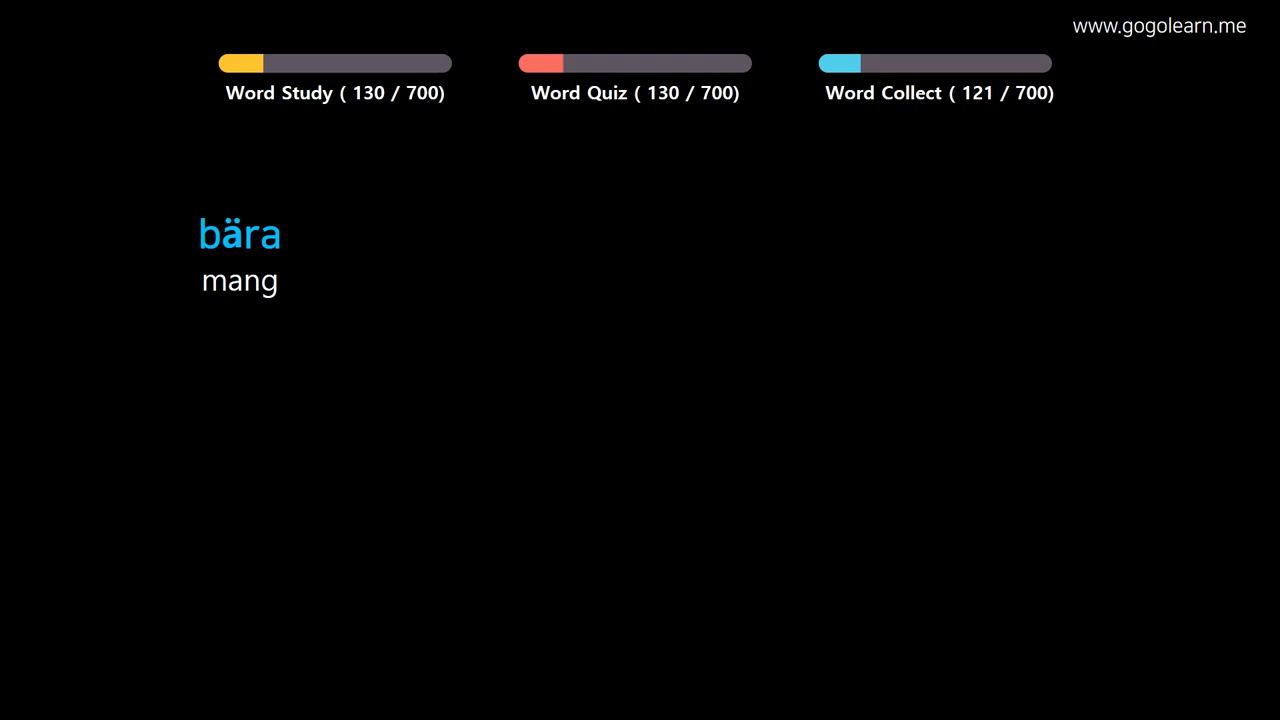 www.gogolearn.me
Word Study ( 130 / 700)
Word Quiz ( 130 / 700)
Word Collect ( 121 / 700)
bära
mang